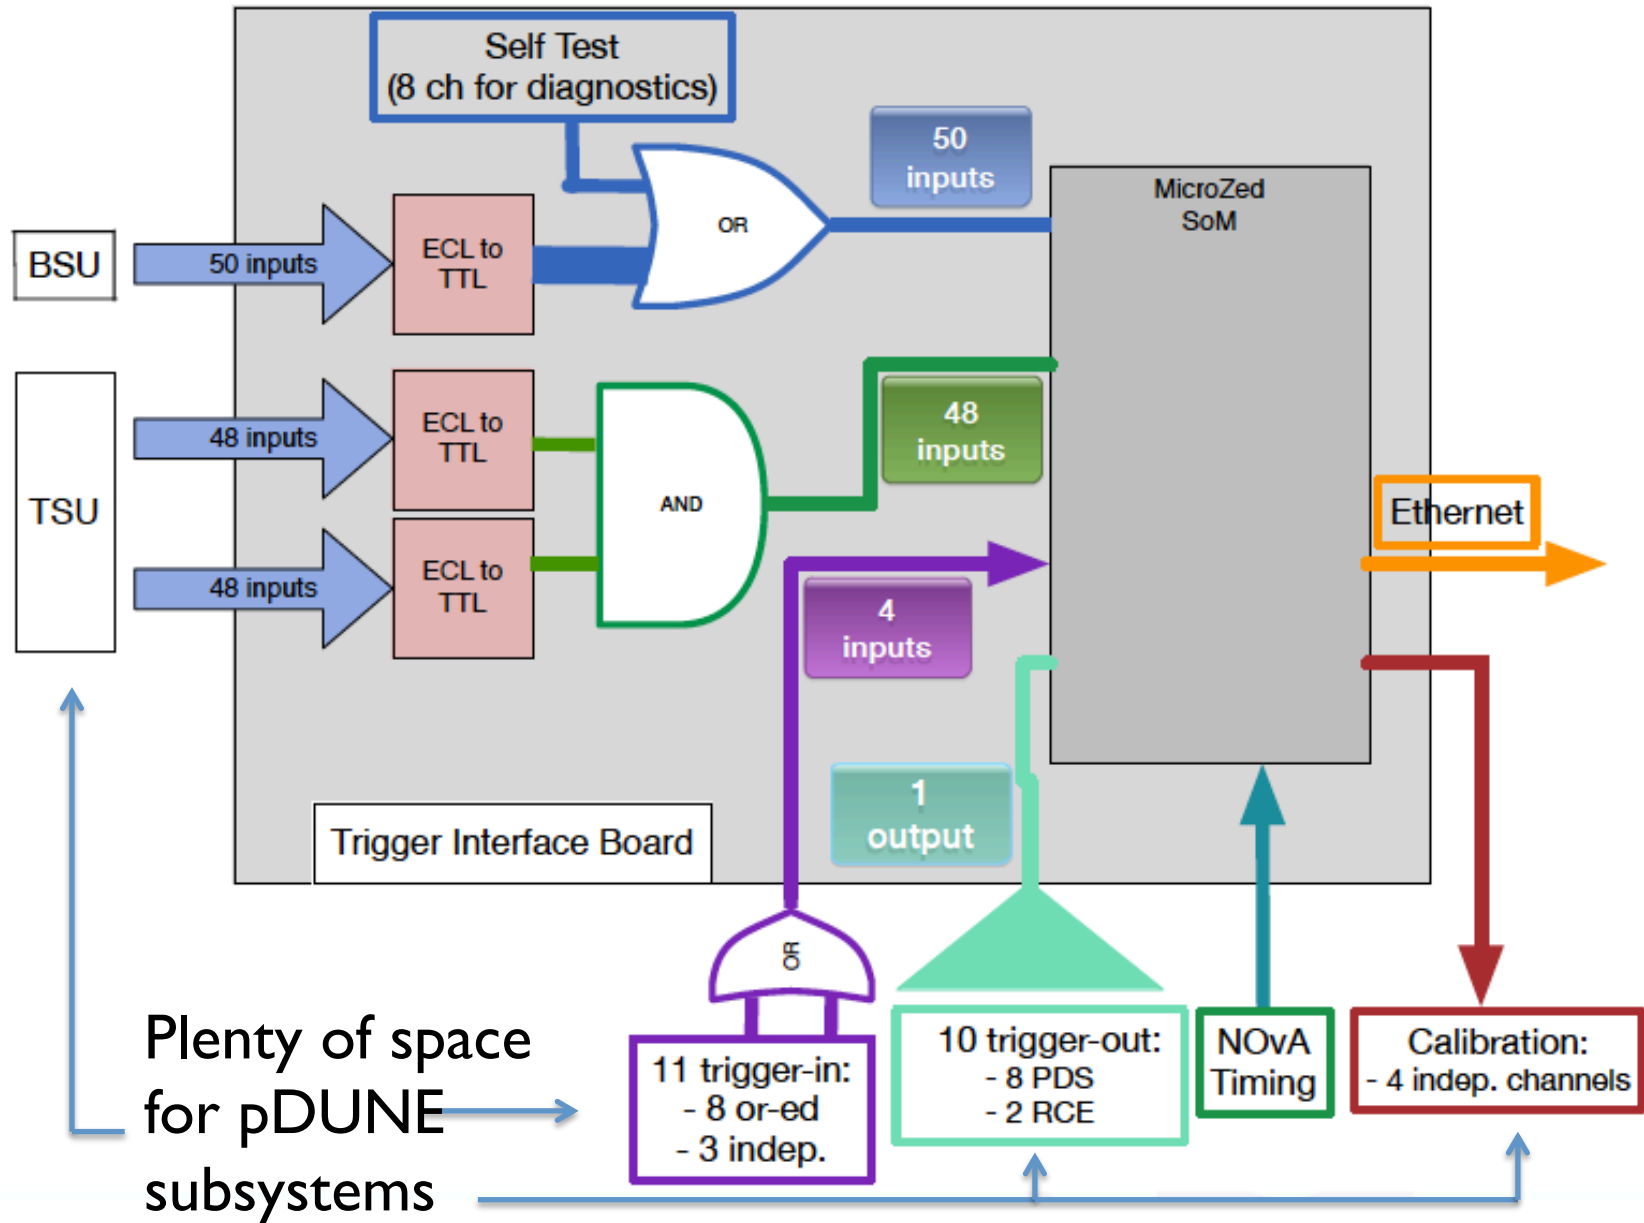 Self Test
(8 ch for diagnostics)
50
inputs
MicroZed
SoM
BSU
50 inputs
ECL to
TTL
OR
TSU
48 inputs
ECL to
TTL
48 inputs
ECL to
TTL
AND
48
inputs
4
inputs
Ethernet
1
output
Trigger Interface Board
OR
Plenty of space
for pDUNE
subsystems
11 trigger-in:
- 8 or-ed
- 3 indep.
10 trigger-out:
- 8 PDS
- 2 RCE
NOvA
Timing
Calibration:
- 4 indep. channels